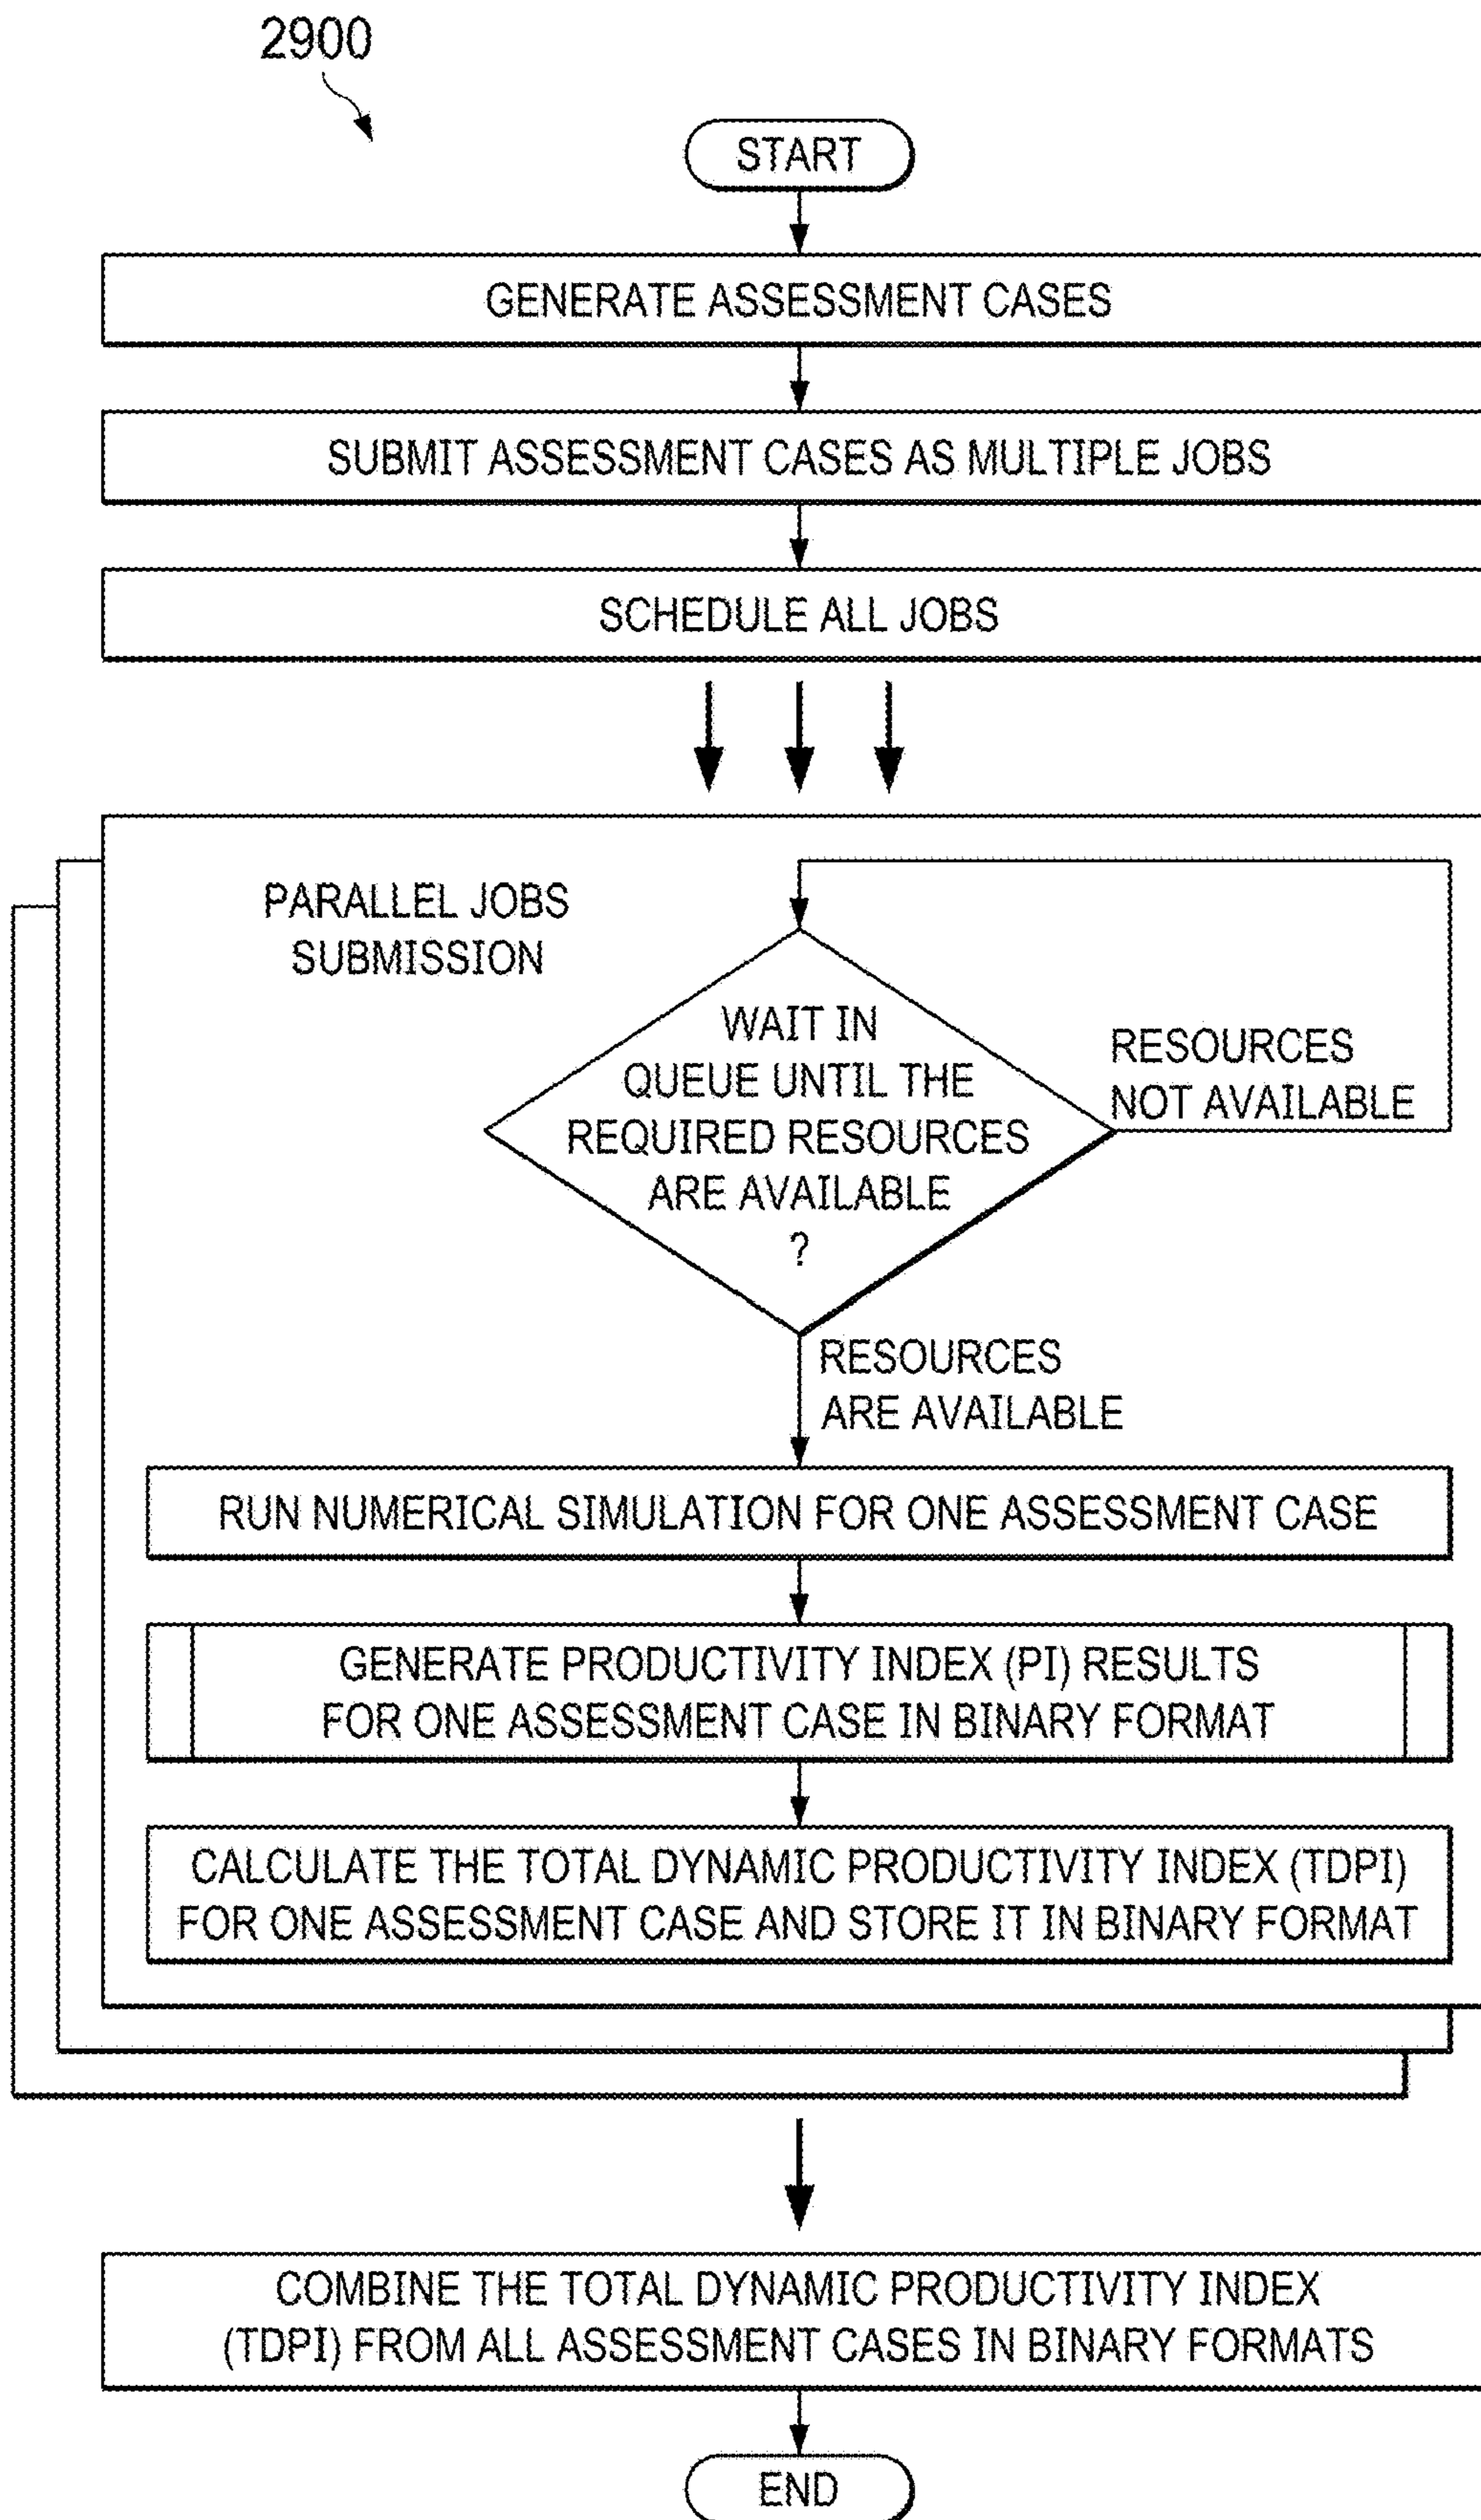 2900
START
GENERATE ASSESSMENT CASES
SUBMIT ASSESSMENT CASES AS MULTIPLE JOBS
SCHEDULE ALL JOBS
PARALLEL JOBS
SUBMISSION
WAIT IN
QUEUE UNTIL THE
REQUIRED RESOURCES
ARE AVAILABLE
?
RESOURCES
NOT AVAILABLE
RESOURCES
ARE AVAILABLE
RUN NUMERICAL SIMULATION FOR ONE ASSESSMENT CASE
GENERATE PRODUCTIVITY INDEX (PI) RESULTS
FOR ONE ASSESSMENT CASE IN BINARY FORMAT
CALCULATE THE TOTAL DYNAMIC PRODUCTIVITY INDEX (TDPI)
FOR ONE ASSESSMENT CASE AND STORE IT IN BINARY FORMAT
COMBINE THE TOTAL DYNAMIC PRODUCTIVITY INDEX
(TDPI) FROM ALL ASSESSMENT CASES IN BINARY FORMATS
END